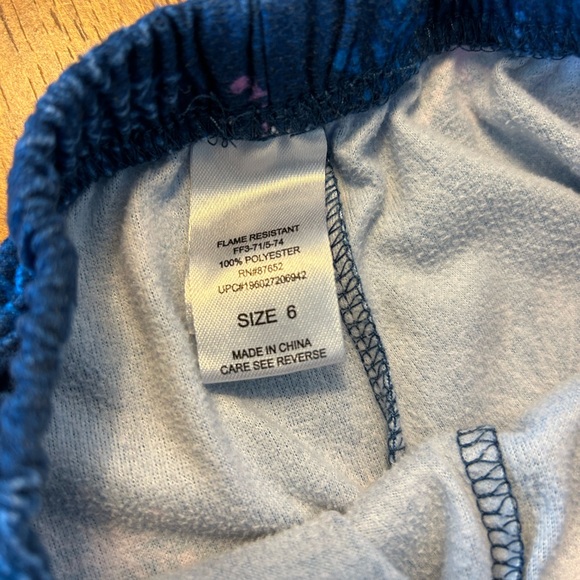 FLAME RESISTANT
FF3-71/5-74
100% POLYESTER
RN#87652
UPC#196027206942
SIZE 6
MADE IN CHINA
CARE SEE REVERSE